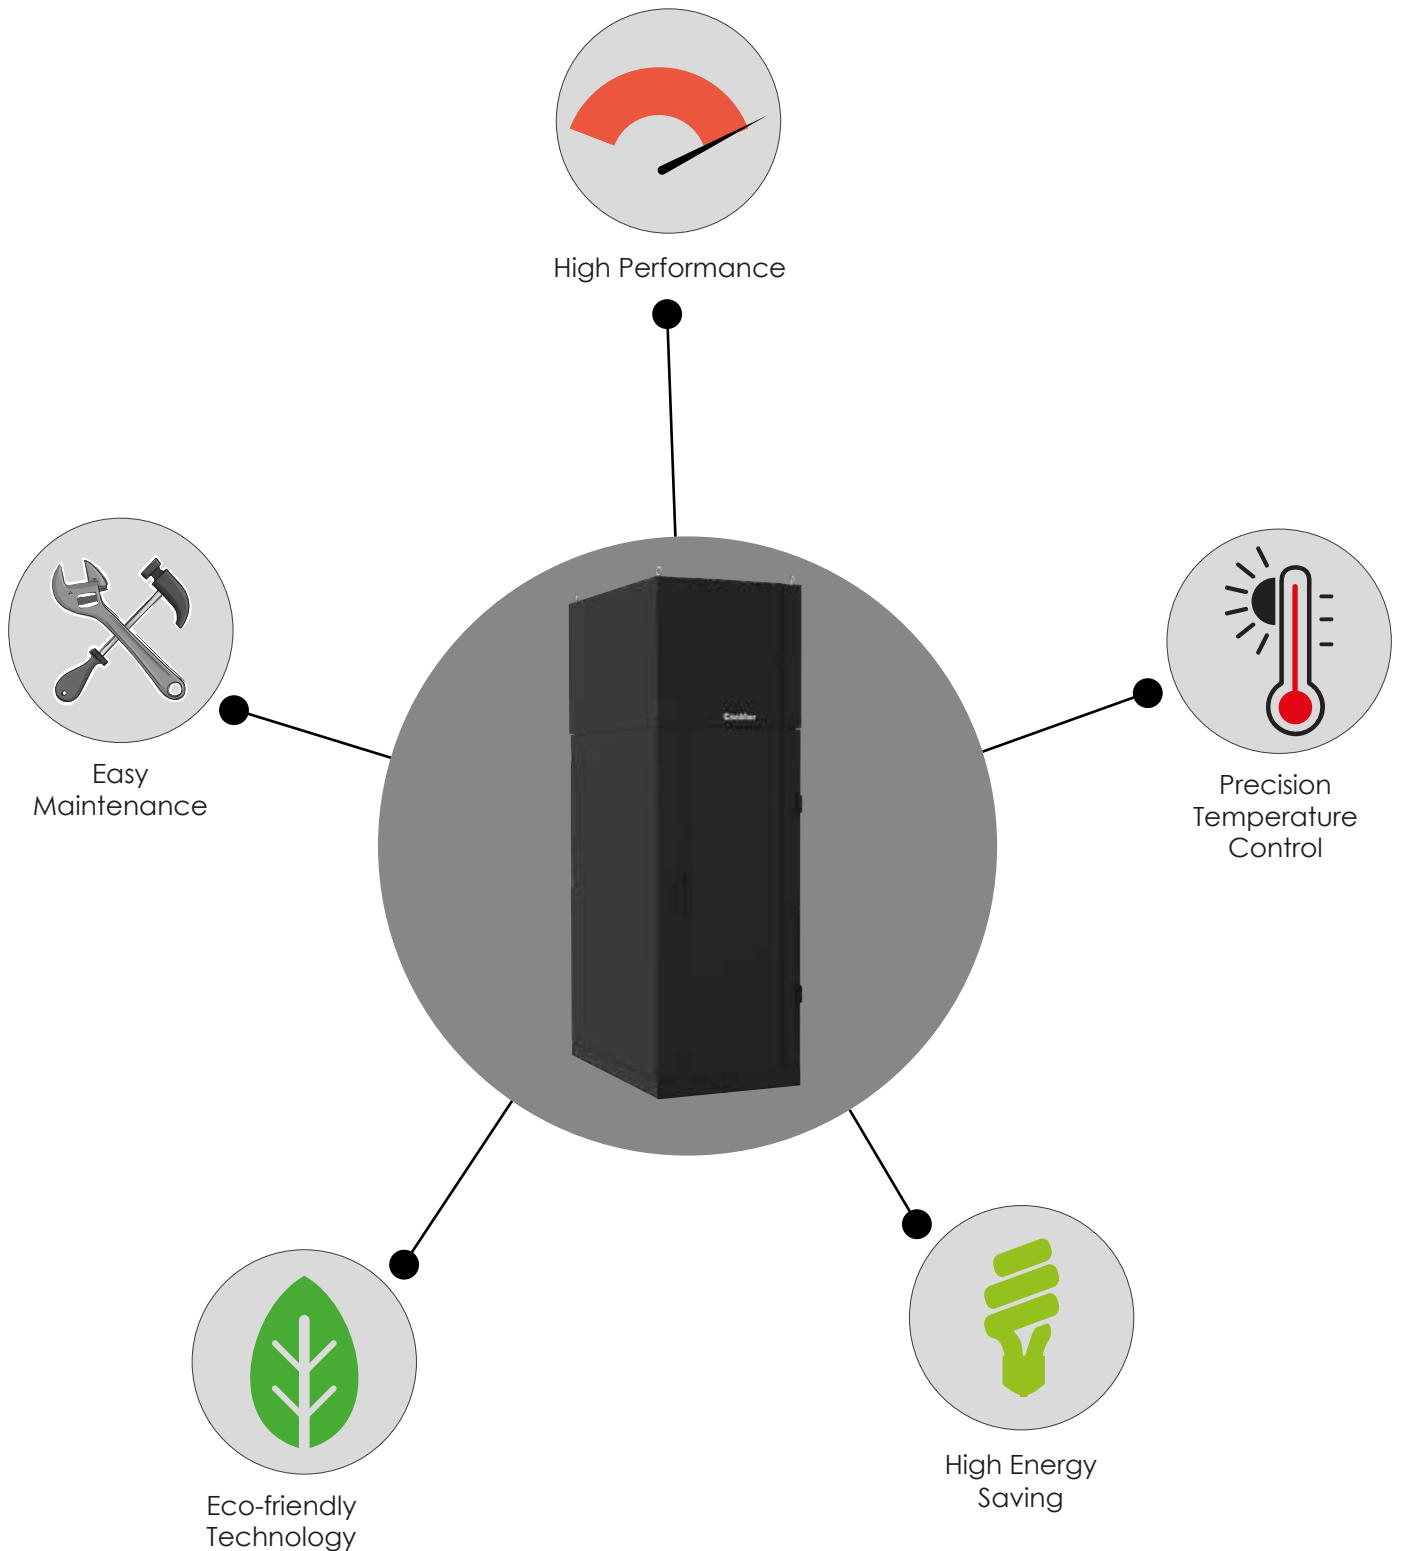 High Performance
Easy
Maintenance
Precision
Temperature
Control
High Energy
Saving
Eco-friendly
Technology